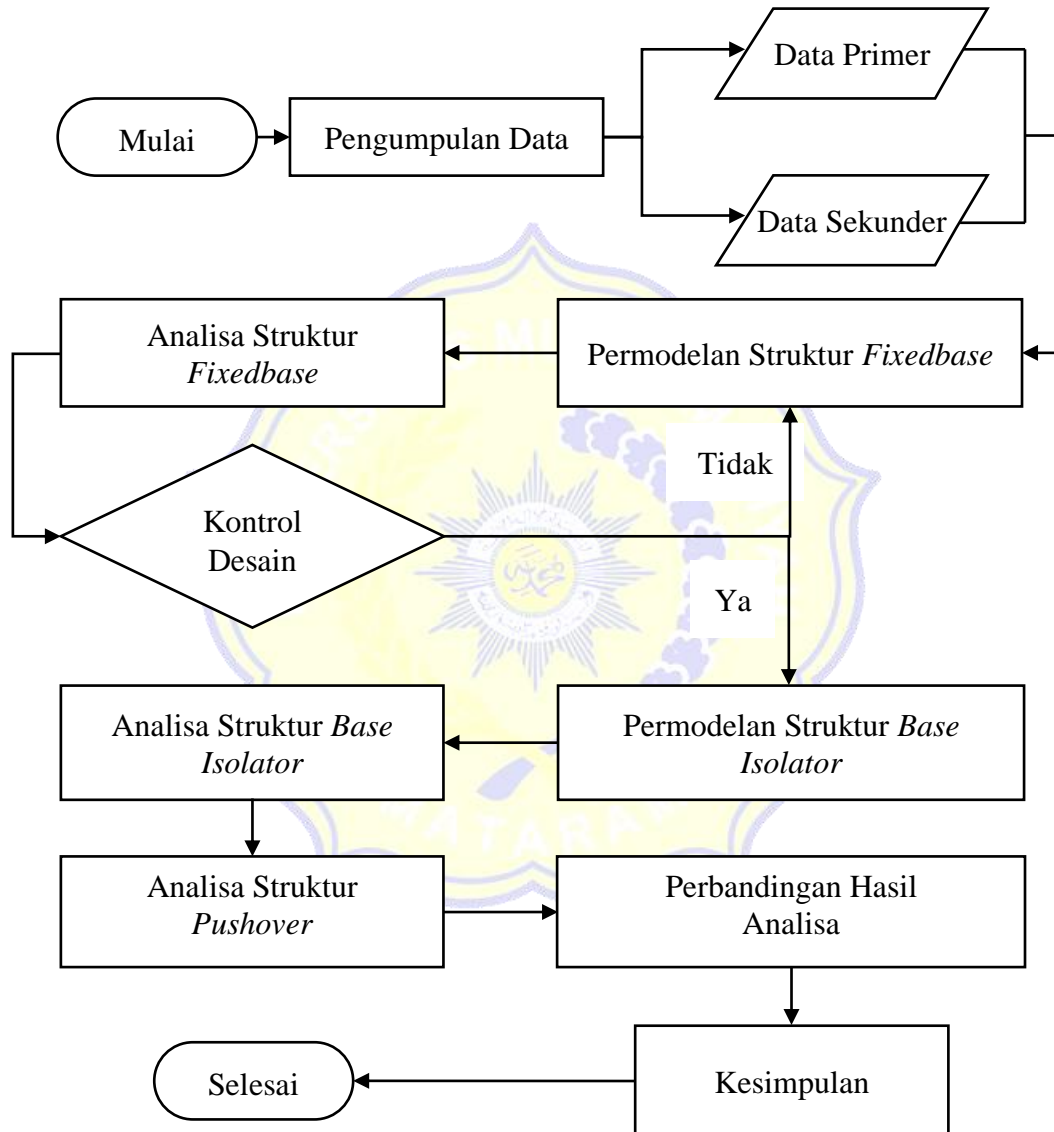 Data Primer
Mulai
Pengumpulan Data
Data Sekunder
Analisa Struktur
Fixedbase
Permodelan Struktur Fixedbase
Tidak
Kontrol
Desain
Ya
Analisa Struktur Base
Isolator
Permodelan Struktur Base
Isolator
Analisa Struktur
Pushover
Perbandingan Hasil
Analisa
Selesai
Kesimpulan